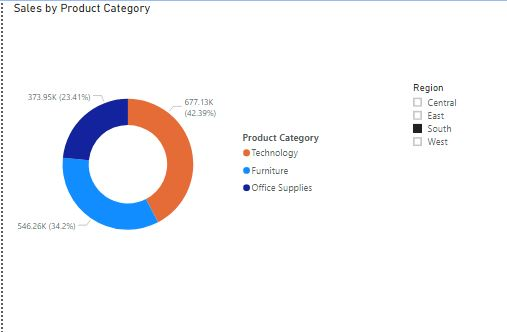 Sales by Product Category
373.95K (23.41%)
677.13K
(42.39%)
546.26K (34.2%)
Product Category
Technology
Furniture
Office Supplies
Region
Central
East
South
West